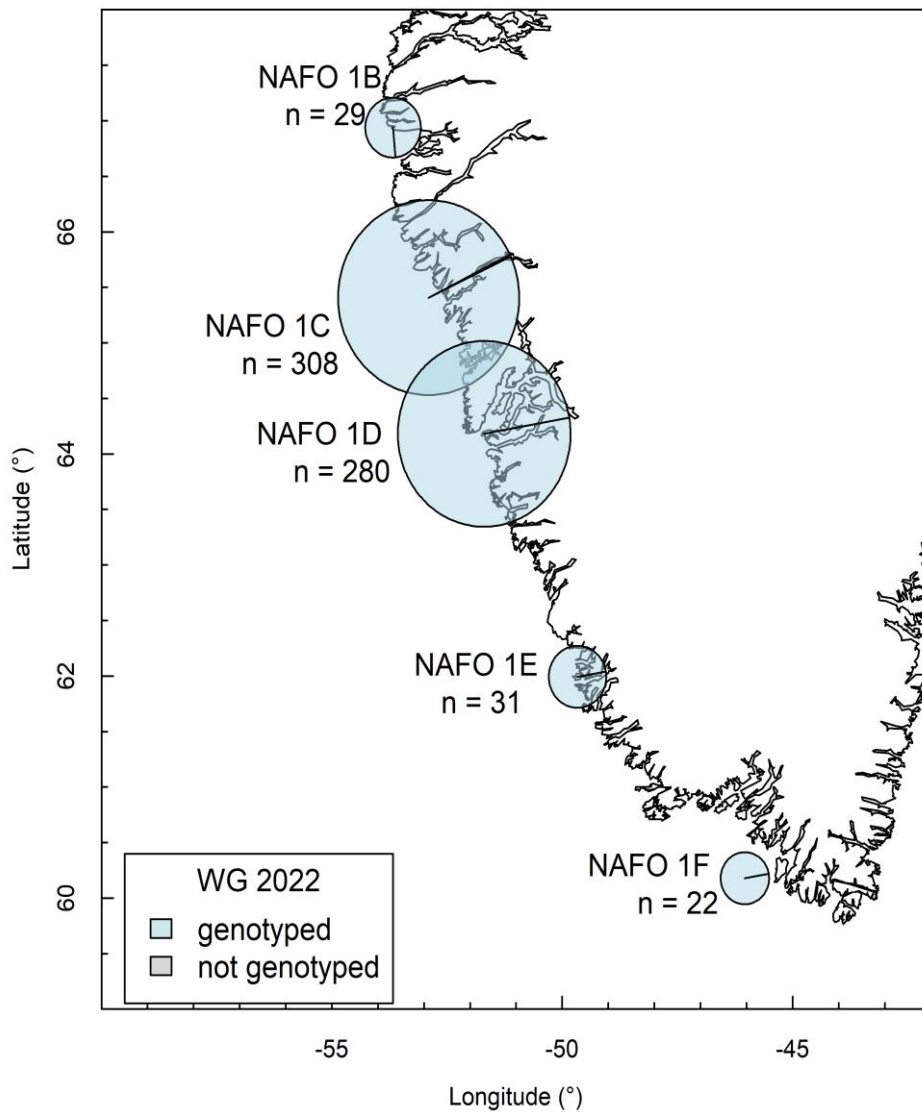 NAFO 1B
n = 29
NAFO 1C
n = 308
NAFO 1D
n = 280
NAFO 1E
n = 31
NAFO 1F
n = 22
WG 2022
genotyped
not genotyped
66
64
62
60
Latitude (°)
-55
-50
-45
Longitude (°)